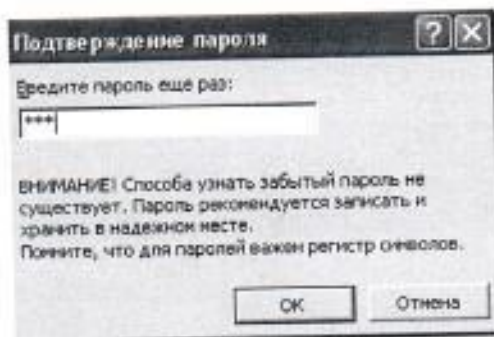 Подтверждение пароля
Введите пароль еще раз:
***
ВНИМАНИЕ! Способа узнать забытый пароль не
существует. Пароль рекомендуется записать и
хранить в надежном месте.
Помните, что для паролей важен регистр символов.
ОК
Отмена